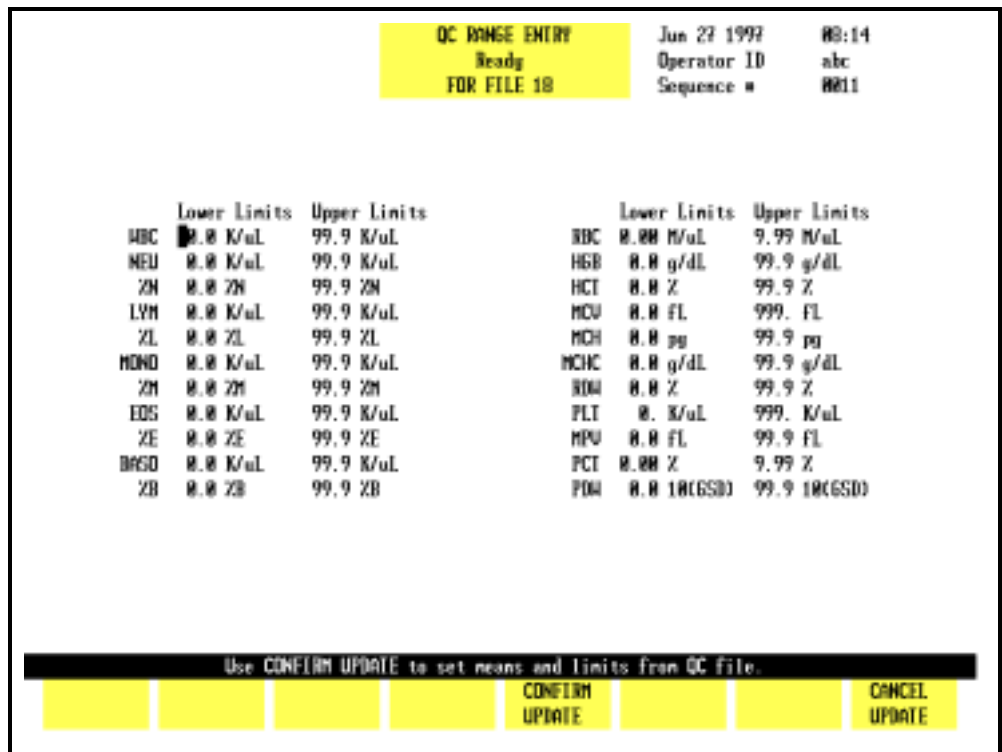 QC RANGE ENTRY Jun 27 1997 08:14
Ready Operator ID abc
FOR FILE 18 Sequence # 0011
Lower Limits Upper Limits Lower Limits Upper Limits
WBC 0.0 K/uL 99.9 K/uL RBC 0.00 M/uL 9.99 M/uL
NEU 0.0 K/uL 99.9 K/uL HGB 0.0 g/dL 99.9 g/dL
%N 0.0 %N 99.9 %N HCT 0.0 % 99.9 %
LYM 0.0 K/uL 99.9 K/uL MCV 0.0 fL 999. fL
%L 0.0 %L 99.9 %L MCH 0.0 pg 99.9 pg
MONO 0.0 K/uL 99.9 K/uL MCHC 0.0 g/dL 99.9 g/dL
%M 0.0 %M 99.9 %M RDW 0.0 % 99.9 %
EOS 0.0 K/uL 99.9 K/uL PLT 0. K/uL 999. K/uL
%E 0.0 %E 99.9 %E MPV 0.0 fL 99.9 fL
BASO 0.0 K/uL 99.9 K/uL PCT 0.00 % 9.99 %
%B 0.0 %B 99.9 %B PDW 0.0 10(GSD) 99.9 10(GSD)
Use CONFIRM UPDATE to set means and limits from QC file.
CONFIRM CANCEL
UPDATE UPDATE